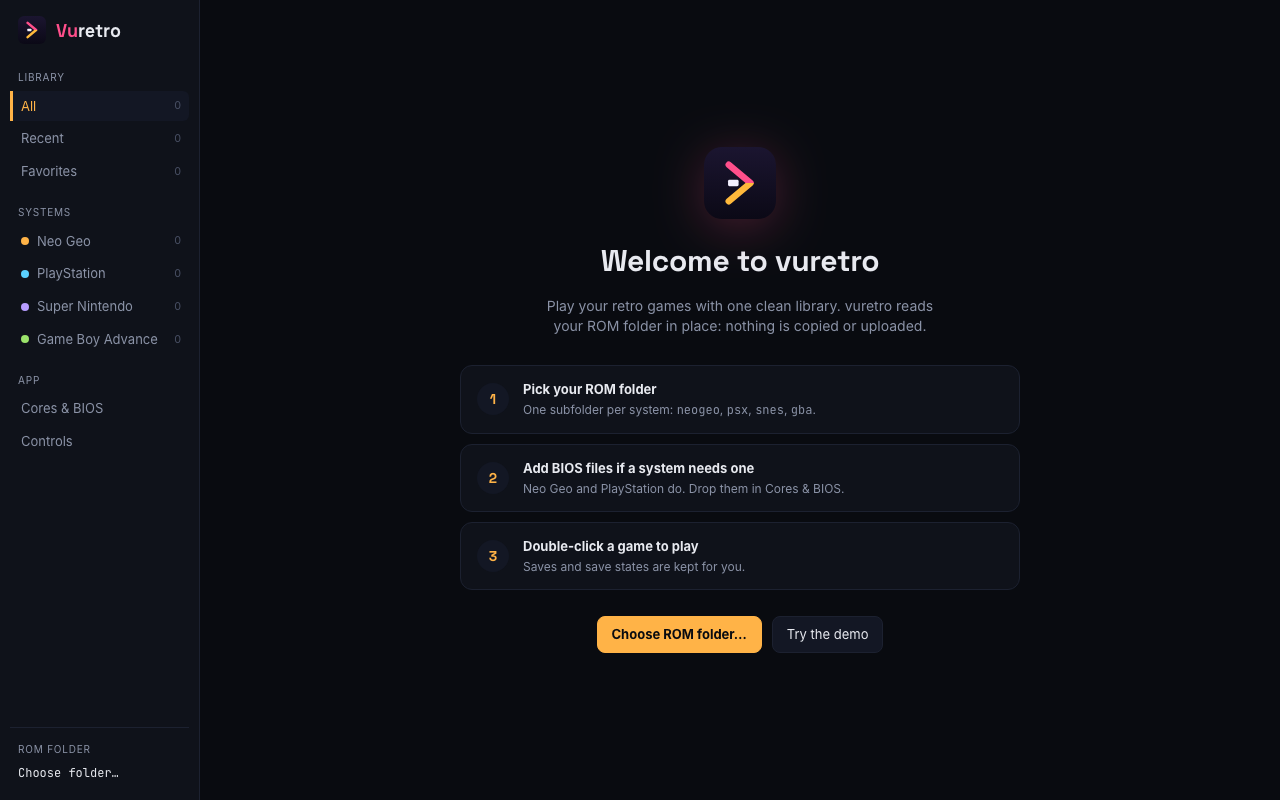 Vuretro
LIBRARY
All 0
Recent 0
Favorites 0
SYSTEMS
Neo Geo 0
PlayStation 0
Super Nintendo 0
Game Boy Advance 0
APP
Cores & BIOS
Controls
ROM FOLDER
Choose folder…
Welcome to vuretro
Play your retro games with one clean library. vuretro reads
your ROM folder in place: nothing is copied or uploaded.
1
Pick your ROM folder
One subfolder per system: neogeo, psx, snes, gba.
2
Add BIOS files if a system needs one
Neo Geo and PlayStation do. Drop them in Cores & BIOS.
3
Double-click a game to play
Saves and save states are kept for you.
Choose ROM folder… Try the demo